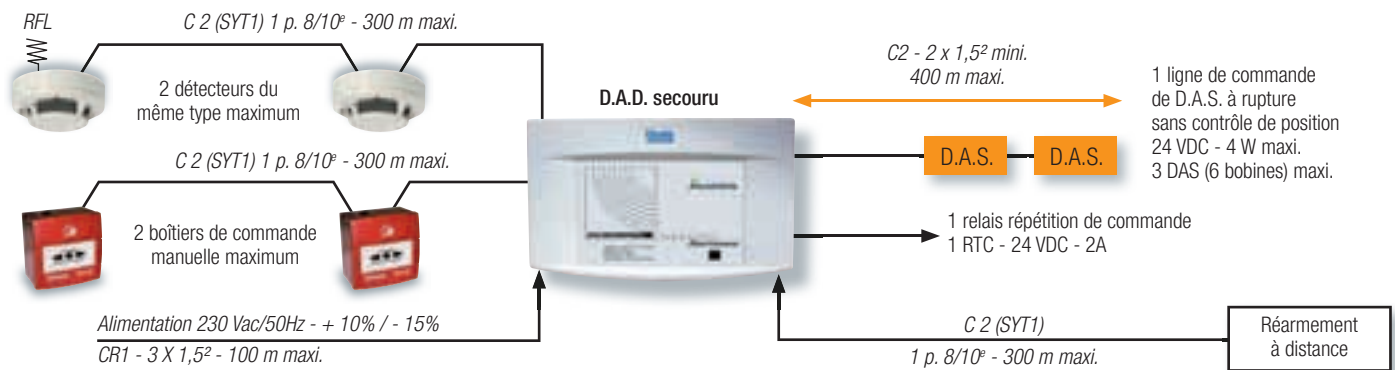 RFL
C 2 (SYT1) 1 p. 8/10e - 300 m maxi.
2 détecteurs du
même type maximum
C 2 (SYT1) 1 p. 8/10e - 300 m maxi.
2 boîtiers de commande
manuelle maximum
Alimentation 230 Vac/50Hz - + 10% / - 15%
CR1 - 3 X 1,5² - 100 m maxi.
D.A.D. secouru
C2 - 2 x 1,5² mini.
400 m maxi.
D.A.S.
D.A.S.
1 ligne de commande
de D.A.S. à rupture
sans contrôle de position
24 VDC - 4 W maxi.
3 DAS (6 bobines) maxi.
1 relais répétition de commande
1 RTC - 24 VDC - 2A
C 2 (SYT1)
1 p. 8/10e - 300 m maxi.
Réarmement
à distance